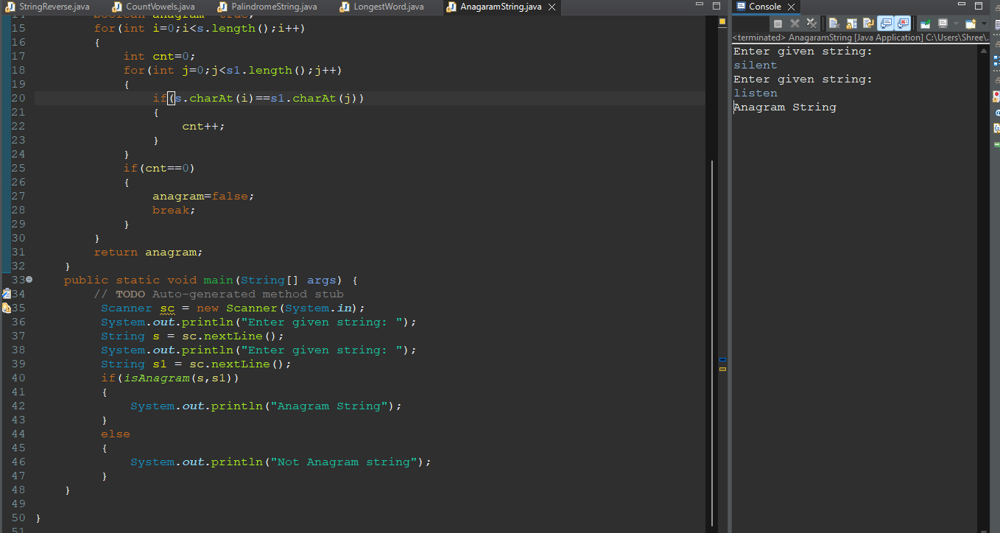 StringReverse.java CountVowels.java PalindromeString.java LongestWord.java AnagaramString.java
Console
<terminated> AnagaramString [Java Application] C:\Users\Shree\...
14 boolean anagram = true;
15 for(int i=0;i<s.length();i++)
16 {
17 int cnt=0;
18 for(int j=0;j<s1.length();j++)
19 {
20 if(s.charAt(i)==s1.charAt(j))
21 {
22 cnt++;
23 }
24 }
25 if(cnt==0)
26 {
27 anagram=false;
28 break;
29 }
30 }
31 return anagram;
32 }
33 public static void main(String[] args) {
34 // TODO Auto-generated method stub
35 Scanner sc = new Scanner(System.in);
36 System.out.println("Enter given string: ");
37 String s = sc.nextLine();
38 System.out.println("Enter given string: ");
39 String s1 = sc.nextLine();
40 if(isAnagram(s,s1))
41 {
42 System.out.println("Anagram String");
43 }
44 else
45 {
46 System.out.println("Not Anagram string");
47 }
48 }
49
50 }
51
Enter given string:
silent
Enter given string:
listen
Anagram String